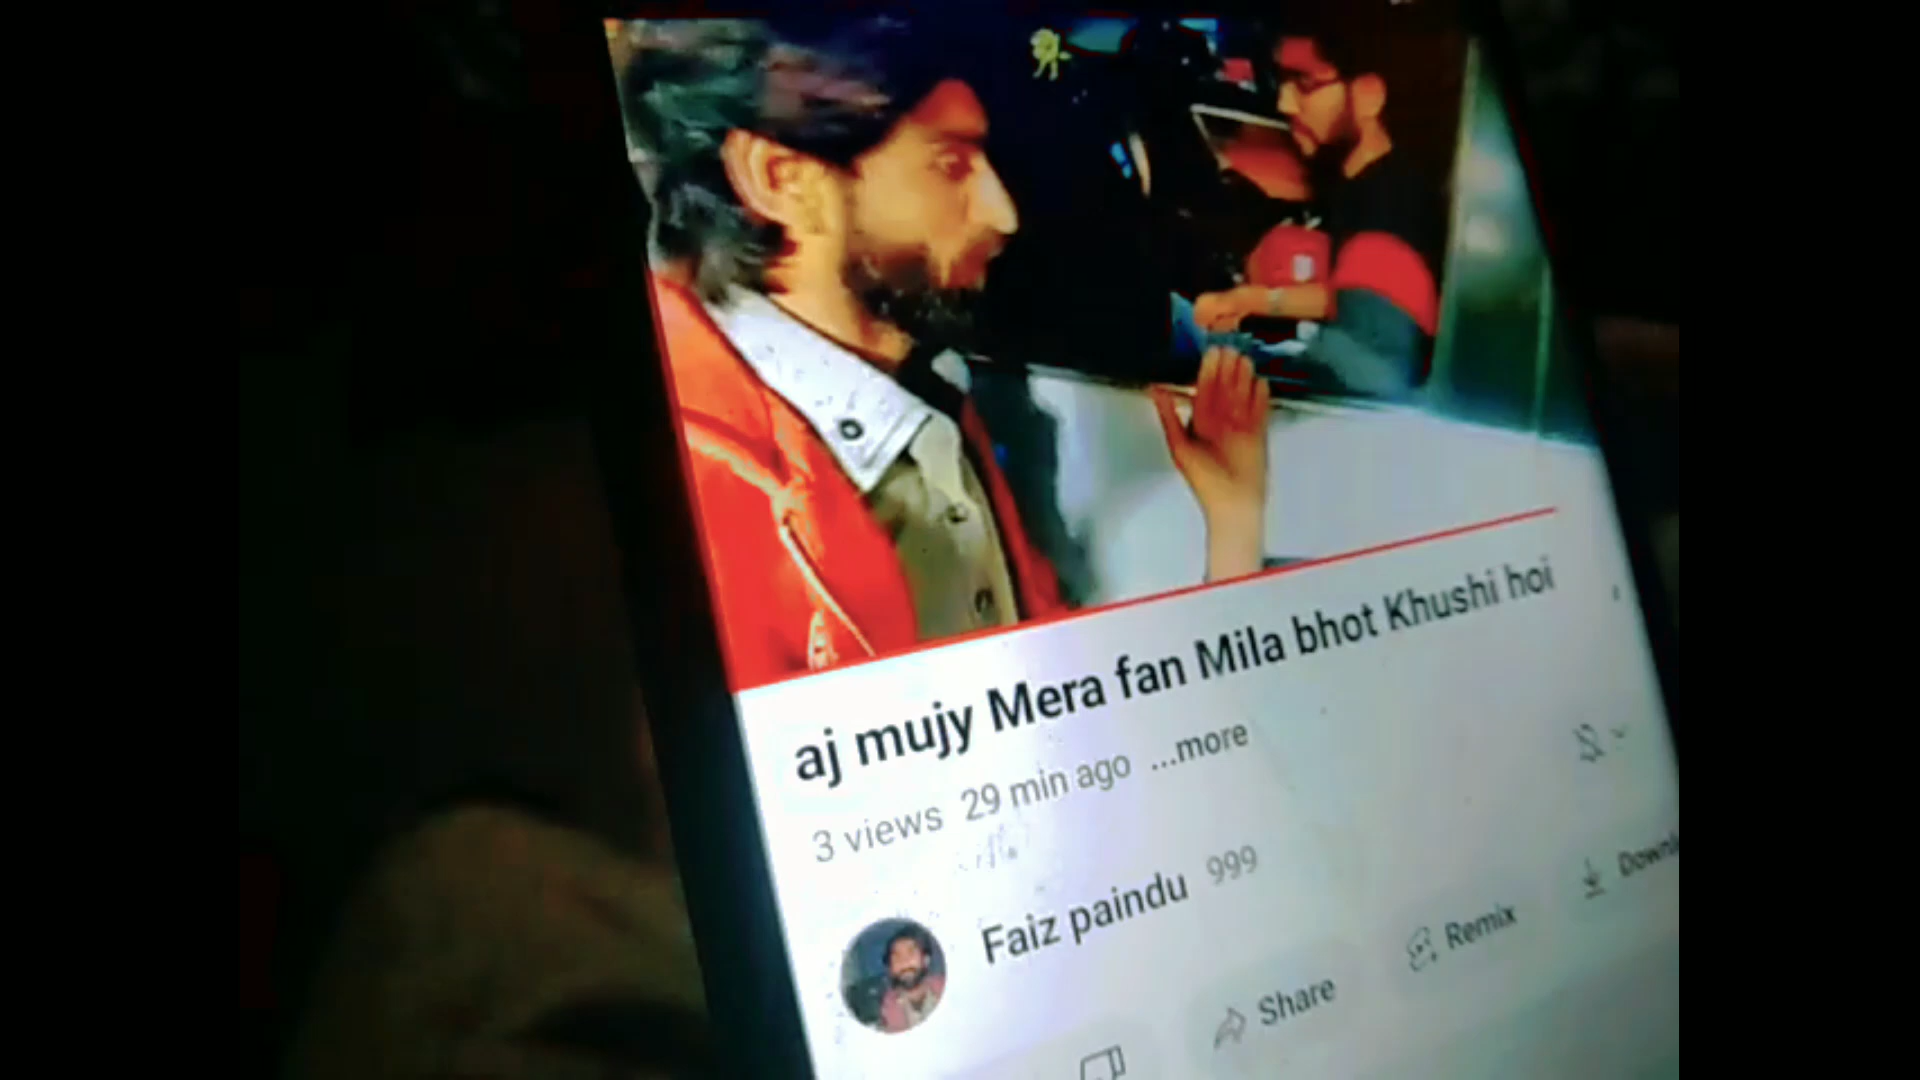 aj mujy Mera fan Mila bhot Khushi hoi
3 views 29 min ago ...more
Faiz paindu 999
Share
Remix